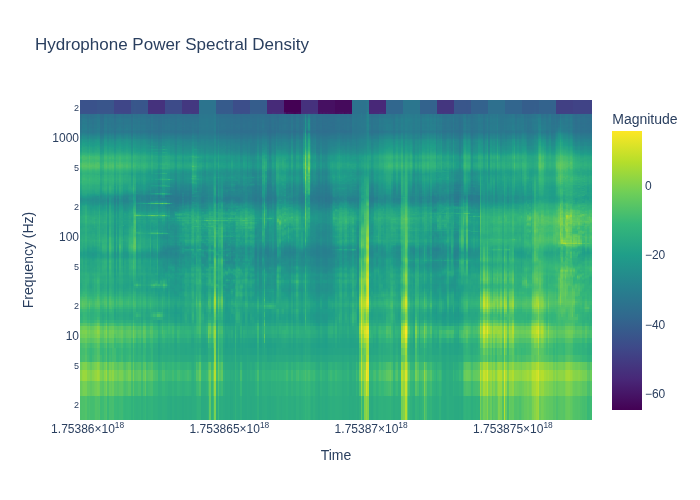 Hydrophone Power Spectral Density
Magnitude
2
1000
5
2
100
5
2
10
5
2
0
−20
−40
−60
Frequency (Hz)
1.75386×10¹⁸ 1.753865×10¹⁸ 1.75387×10¹⁸ 1.753875×10¹⁸
Time